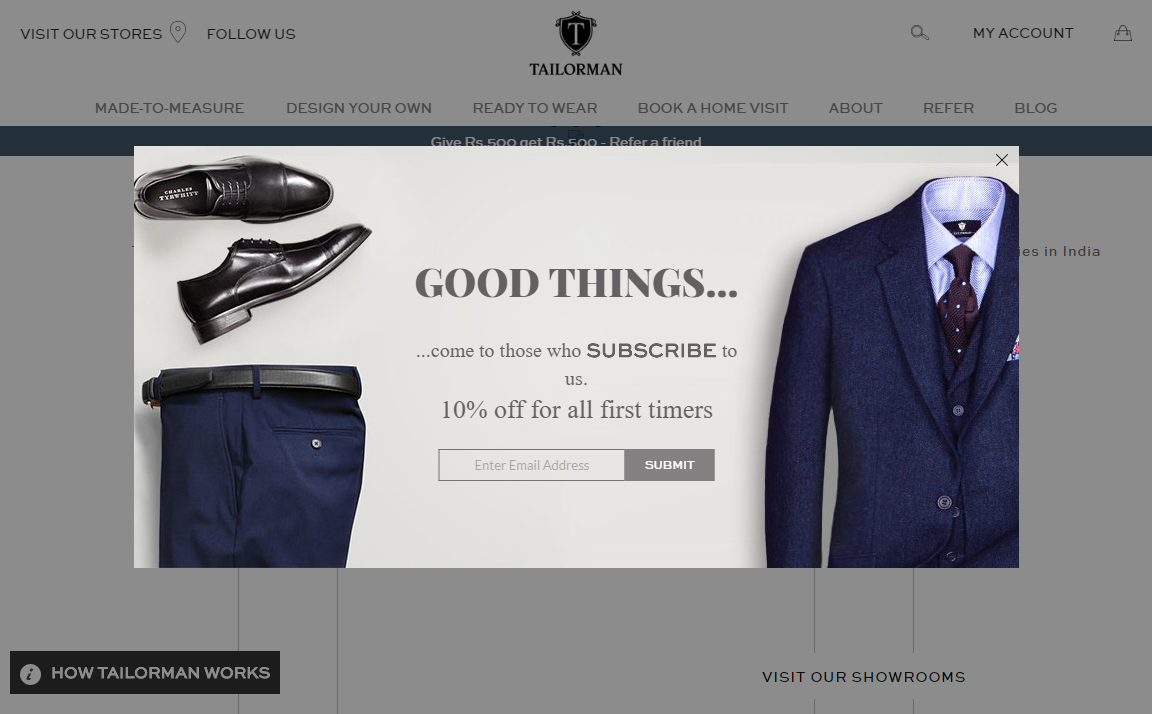 VISIT OUR STORES
FOLLOW US
TAILORMAN
MY ACCOUNT
MADE-TO-MEASURE
DESIGN YOUR OWN
READY TO WEAR
BOOK A HOME VISIT
ABOUT
REFER
BLOG
Give Rs.500 get Rs.500 - Refer a friend
CHARLES
TYRWHITT
ies in India
GOOD THINGS...
...come to those who SUBSCRIBE to
us.
10% off for all first timers
Enter Email Address
SUBMIT
HOW TAILORMAN WORKS
VISIT OUR SHOWROOMS